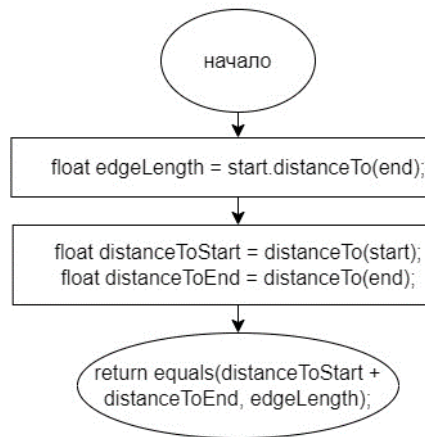 начало
float edgeLength = start.distanceTo(end);
float distanceToStart = distanceTo(start);
float distanceToEnd = distanceTo(end);
return equals(distanceToStart +
distanceToEnd, edgeLength);